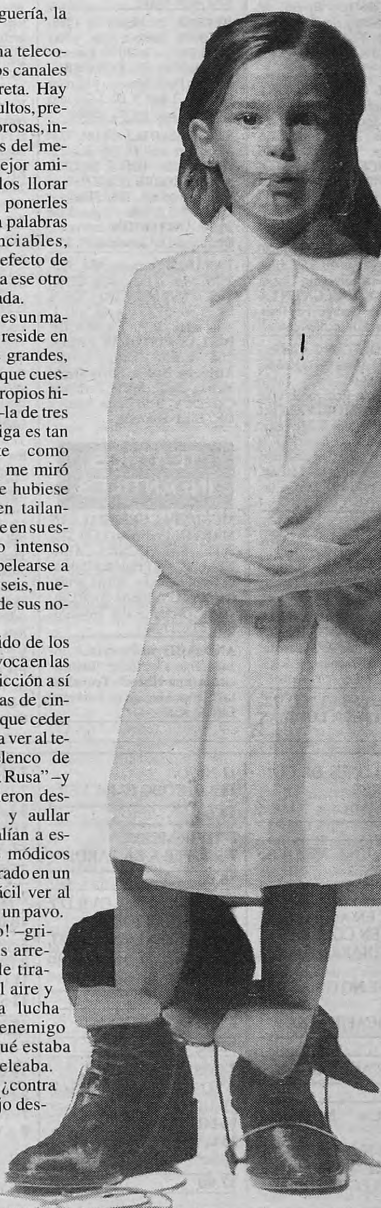 guería, la
na teleco-
os canales
reta. Hay
ultos, pre-
orosas, in-
s del me-
ejor ami-
los llorar
ponerles
n palabras
nciables,
efecto de
a ese otro
ada.
es un ma-
reside en
grandes,
que cues-
ropios hi-
–la de tres
iga es tan
te como
me miró
e hubiese
en tailan-
e en su es-
o intenso
pelearse a
seis, nue-
de sus no-
ido de los
voca en las
icción a sí
as de cin-
que ceder
a ver al te-
elenco de
Rusa” –y
eron des-
y aullar
alían a es-
módicos
rado en un
ácil ver al
un pavo.
o! –gri-
s arre-
le tira-
l aire y
a lucha
enemigo
ué estaba
eleaba.
¿contra
jo des-